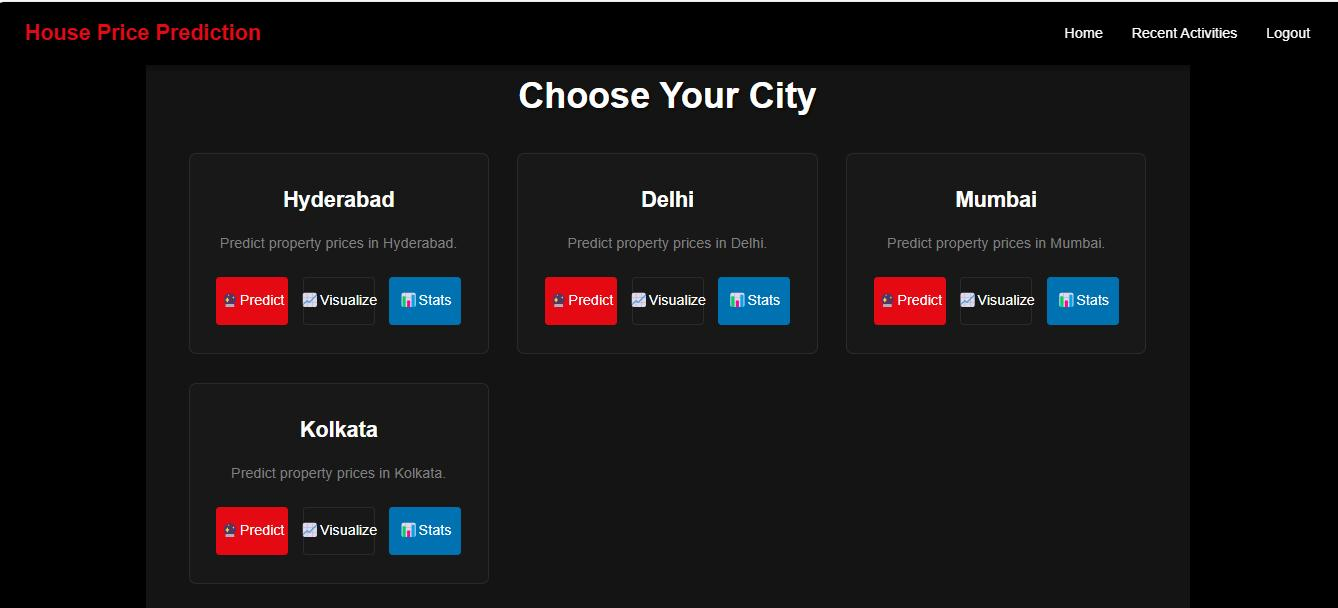 House Price Prediction
Home Recent Activities Logout
Choose Your City
Hyderabad
Predict property prices in Hyderabad.
Predict Visualize Stats
Delhi
Predict property prices in Delhi.
Predict Visualize Stats
Mumbai
Predict property prices in Mumbai.
Predict Visualize Stats
Kolkata
Predict property prices in Kolkata.
Predict Visualize Stats